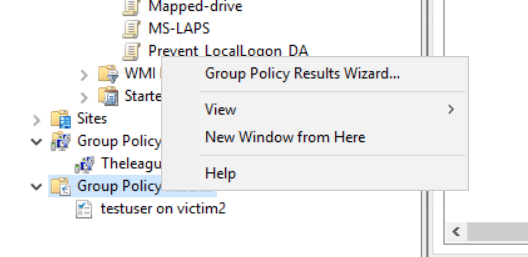 Mapped-drive
MS-LAPS
Prevent_LocalLogon_DA
WMI
Group Policy Results Wizard...
Starte
View
Sites
New Window from Here
Group Policy
Theleagu
Help
Group Policy
testuser on victim2